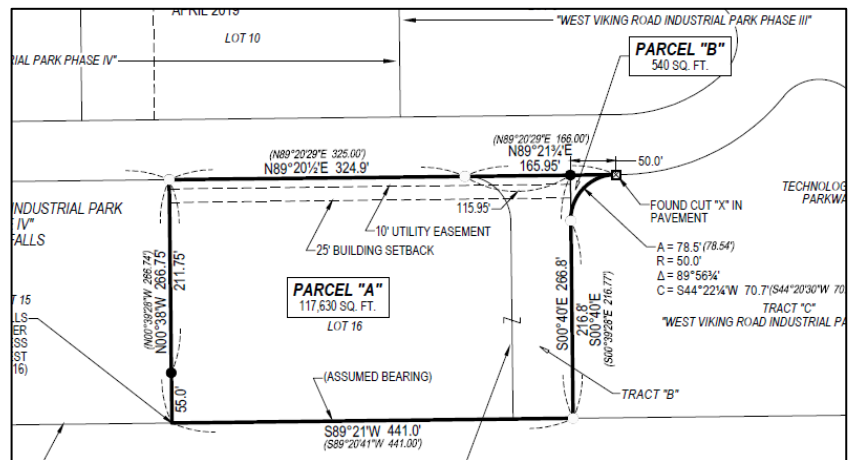 APRIL 2019
LOT 10
"WEST VIKING ROAD INDUSTRIAL PARK PHASE III"
RIAL PARK PHASE IV"
PARCEL "B"
540 SQ. FT.
(N89°20'29"E 325.00')
N89°20½'E 324.9'
(N89°20'29"E 166.00')
N89°21¾'E
165.95'
50.0'
TECHNOLOG
PARKWA
FOUND CUT "X" IN
PAVEMENT
115.95'
10' UTILITY EASEMENT
25' BUILDING SETBACK
INDUSTRIAL PARK
IV"
FALLS
(N00°39'28"W 266.74')
N00°38'W 266.75'
211.75'
55.0'
A = 78.5' (78.54')
R = 50.0'
Δ = 89°56¾'
C = S44°22¼'W 70.7' (S44°20'30"W 70.
TRACT "C"
"WEST VIKING ROAD INDUSTRIAL PA
PARCEL "A"
117,630 SQ. FT.
LOT 16
S00°40'E 266.8'
216.8'
S00°40'E
(S00°39'28"E 216.77')
T 15
LLS
ER
ESS
EST
16)
(ASSUMED BEARING)
TRACT "B"
S89°21'W 441.0'
(S89°20'41"W 441.00')